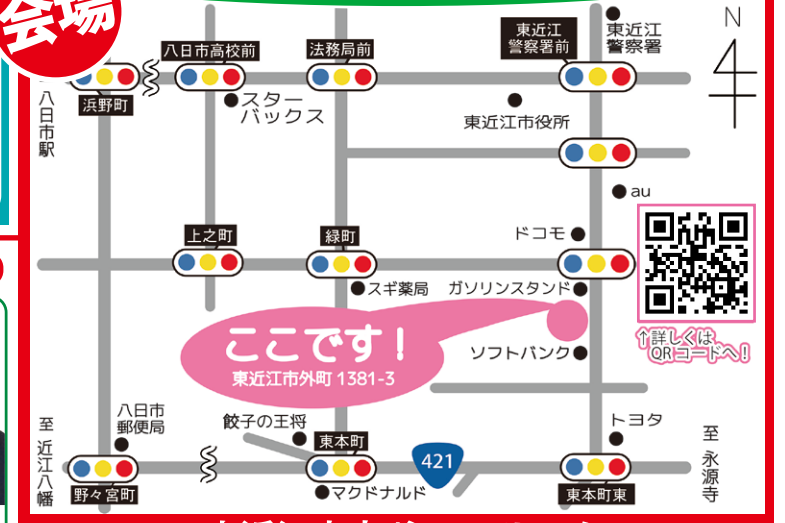 会場
N
東近江
警察署前
東近江
警察署
八日市高校前
法務局前
浜野町
八日市駅
スター
バックス
東近江市役所
au
上之町
緑町
ドコモ
スギ薬局
ガソリンスタンド
ここです！
東近江市外町 1381-3
ソフトバンク
↑詳しくは
QRコードへ！
至 近江八幡
八日市
郵便局
餃子の王将
東本町
421
トヨタ
至 永源寺
野々宮町
マクドナルド
東本町東